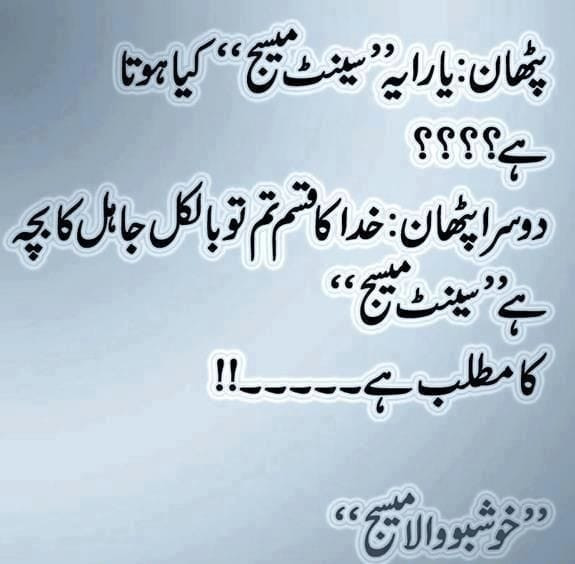 پٹھان: یارا یہ ”سینٹ میسج“ کیا ہوتا
ہے؟؟؟؟
دوسرا پٹھان: خدا کا قسم تم تو بالکل جاہل کا بچہ
ہے ”سینٹ میسج“
کا مطلب ہے۔۔۔۔۔!!
”خوشبو والا میسج“